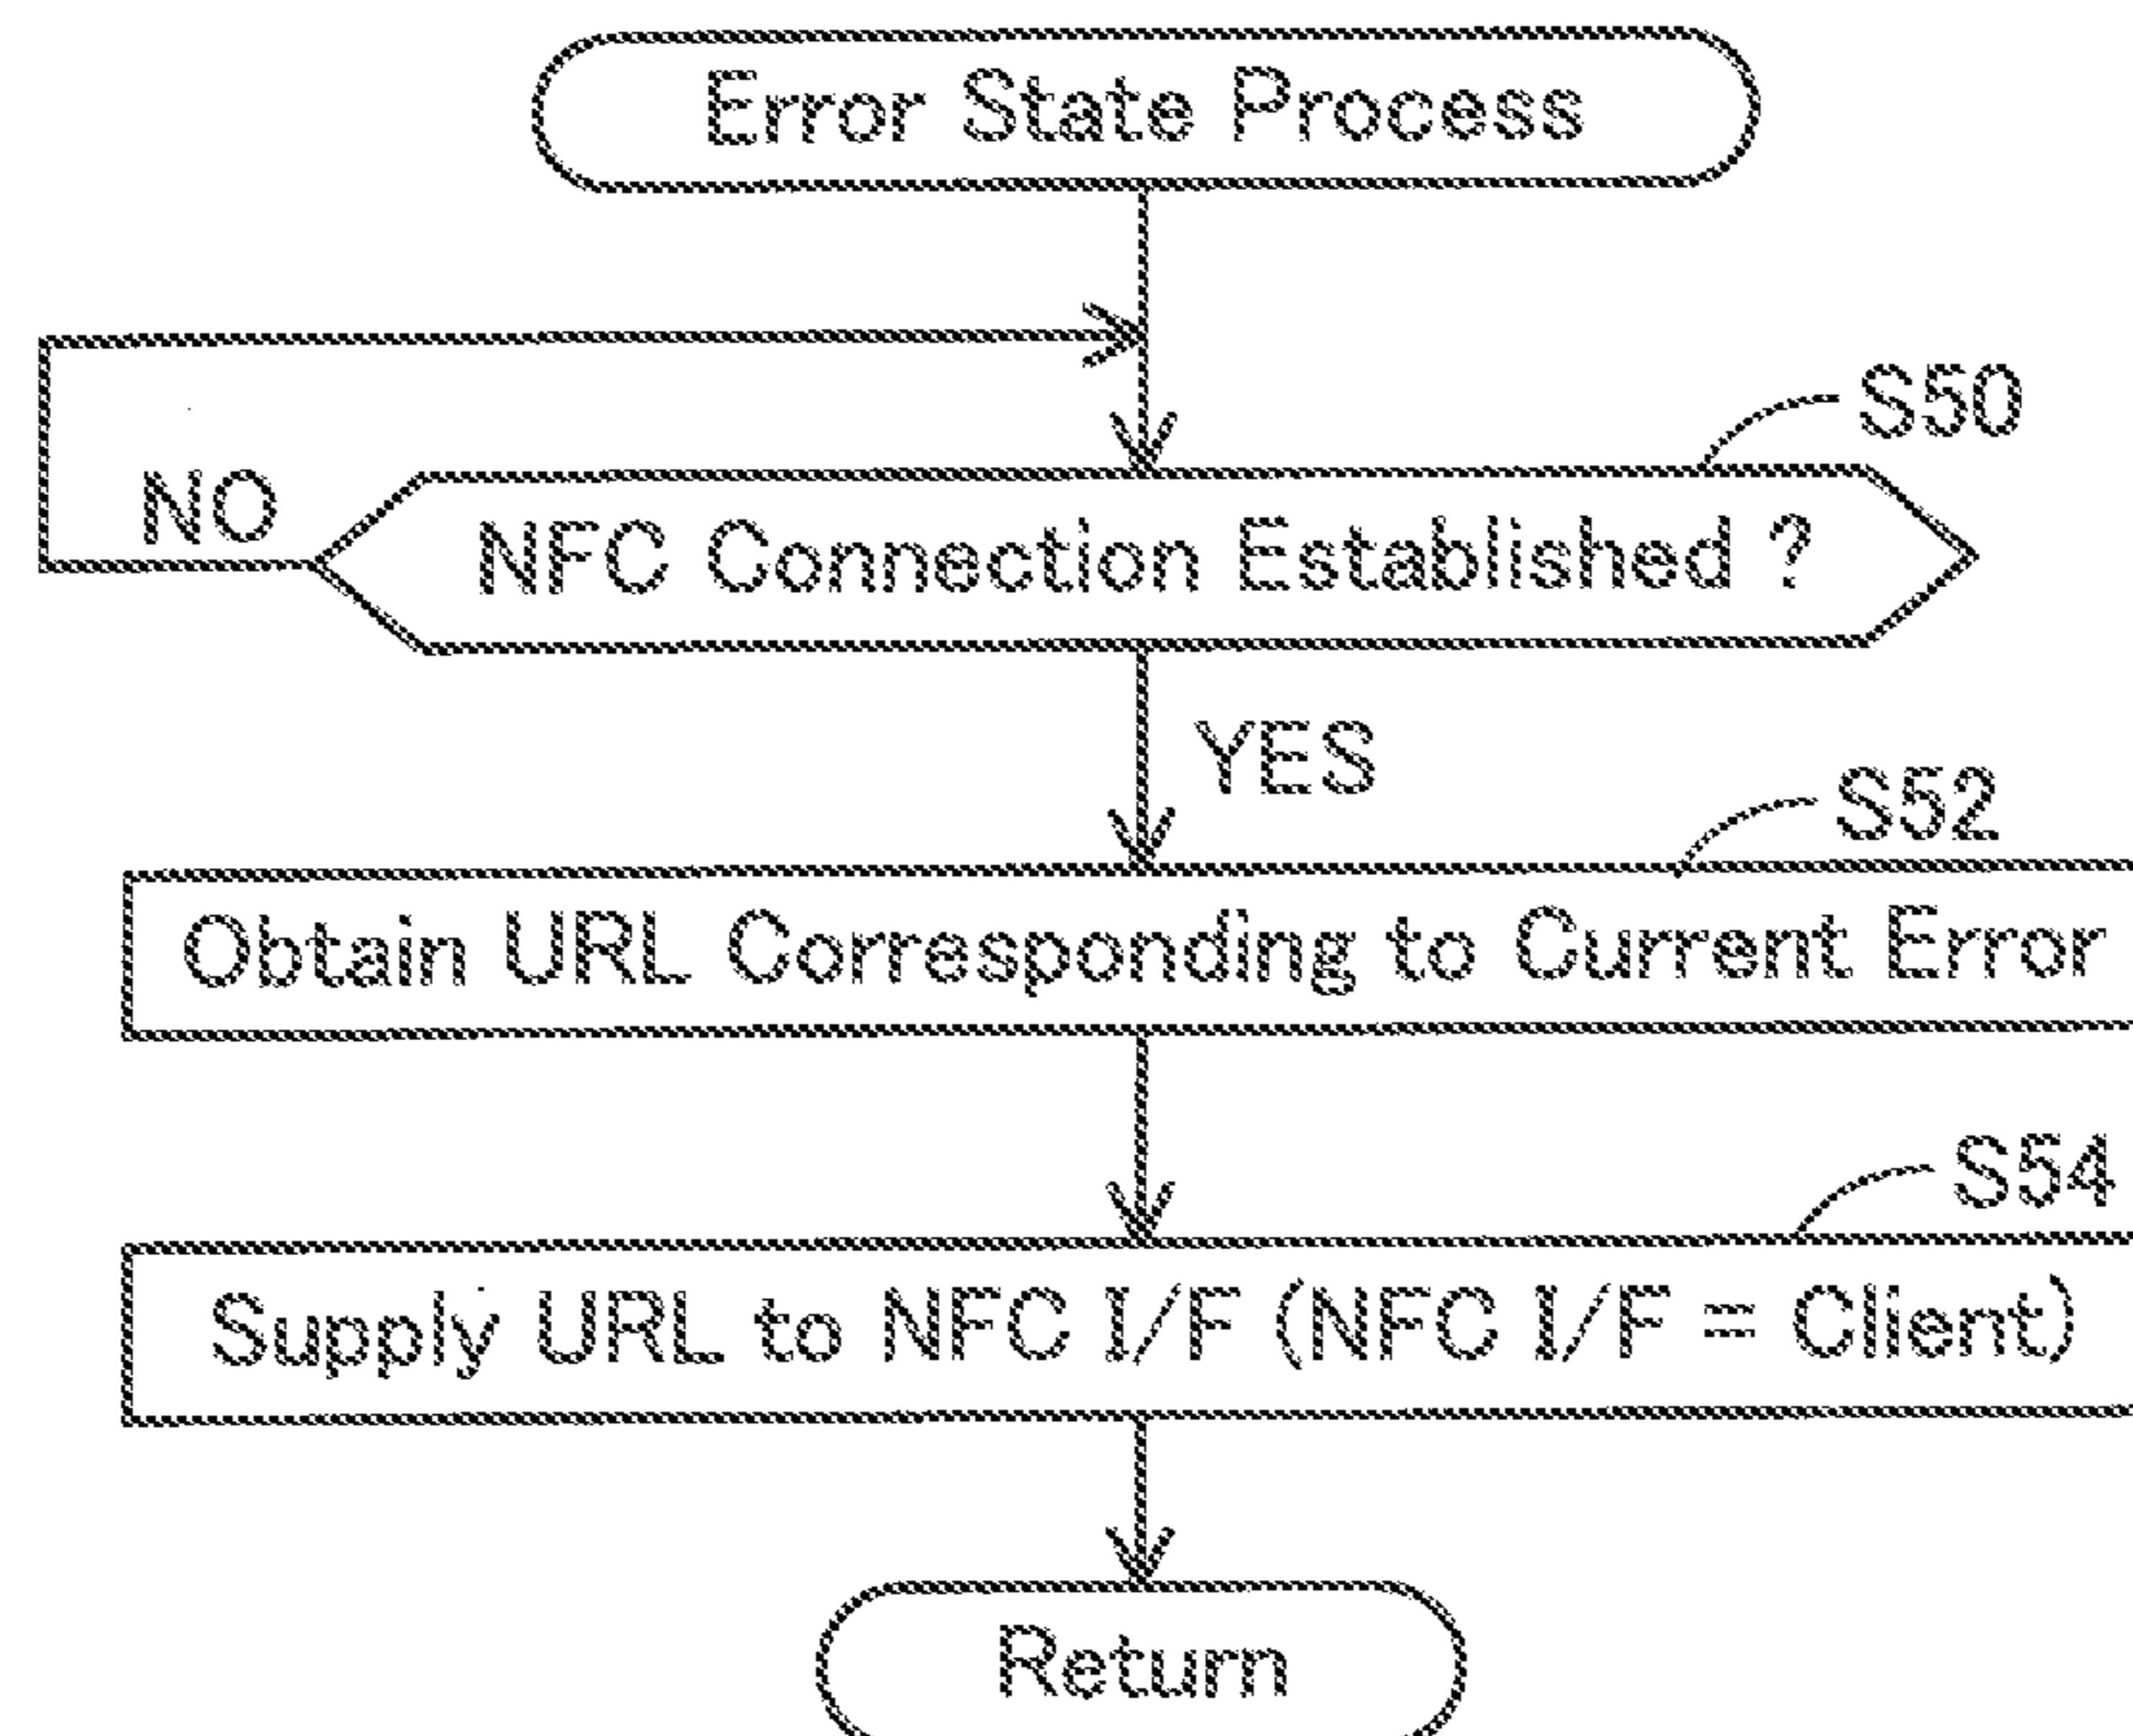 Error State Process
S50
NO
NFC Connection Established ?
YES
S52
Obtain URL Corresponding to Current Error
S54
Supply URL to NFC I/F (NFC I/F = Client)
Return